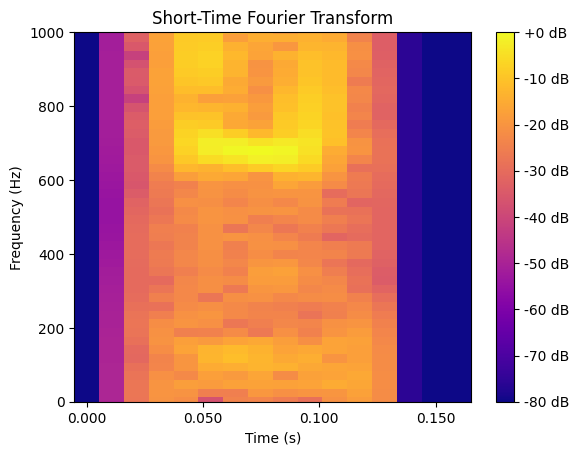 Short-Time Fourier Transform
1000
800
600
400
200
0
Frequency (Hz)
0.000
0.050
0.100
0.150
Time (s)
+0 dB
-10 dB
-20 dB
-30 dB
-40 dB
-50 dB
-60 dB
-70 dB
-80 dB